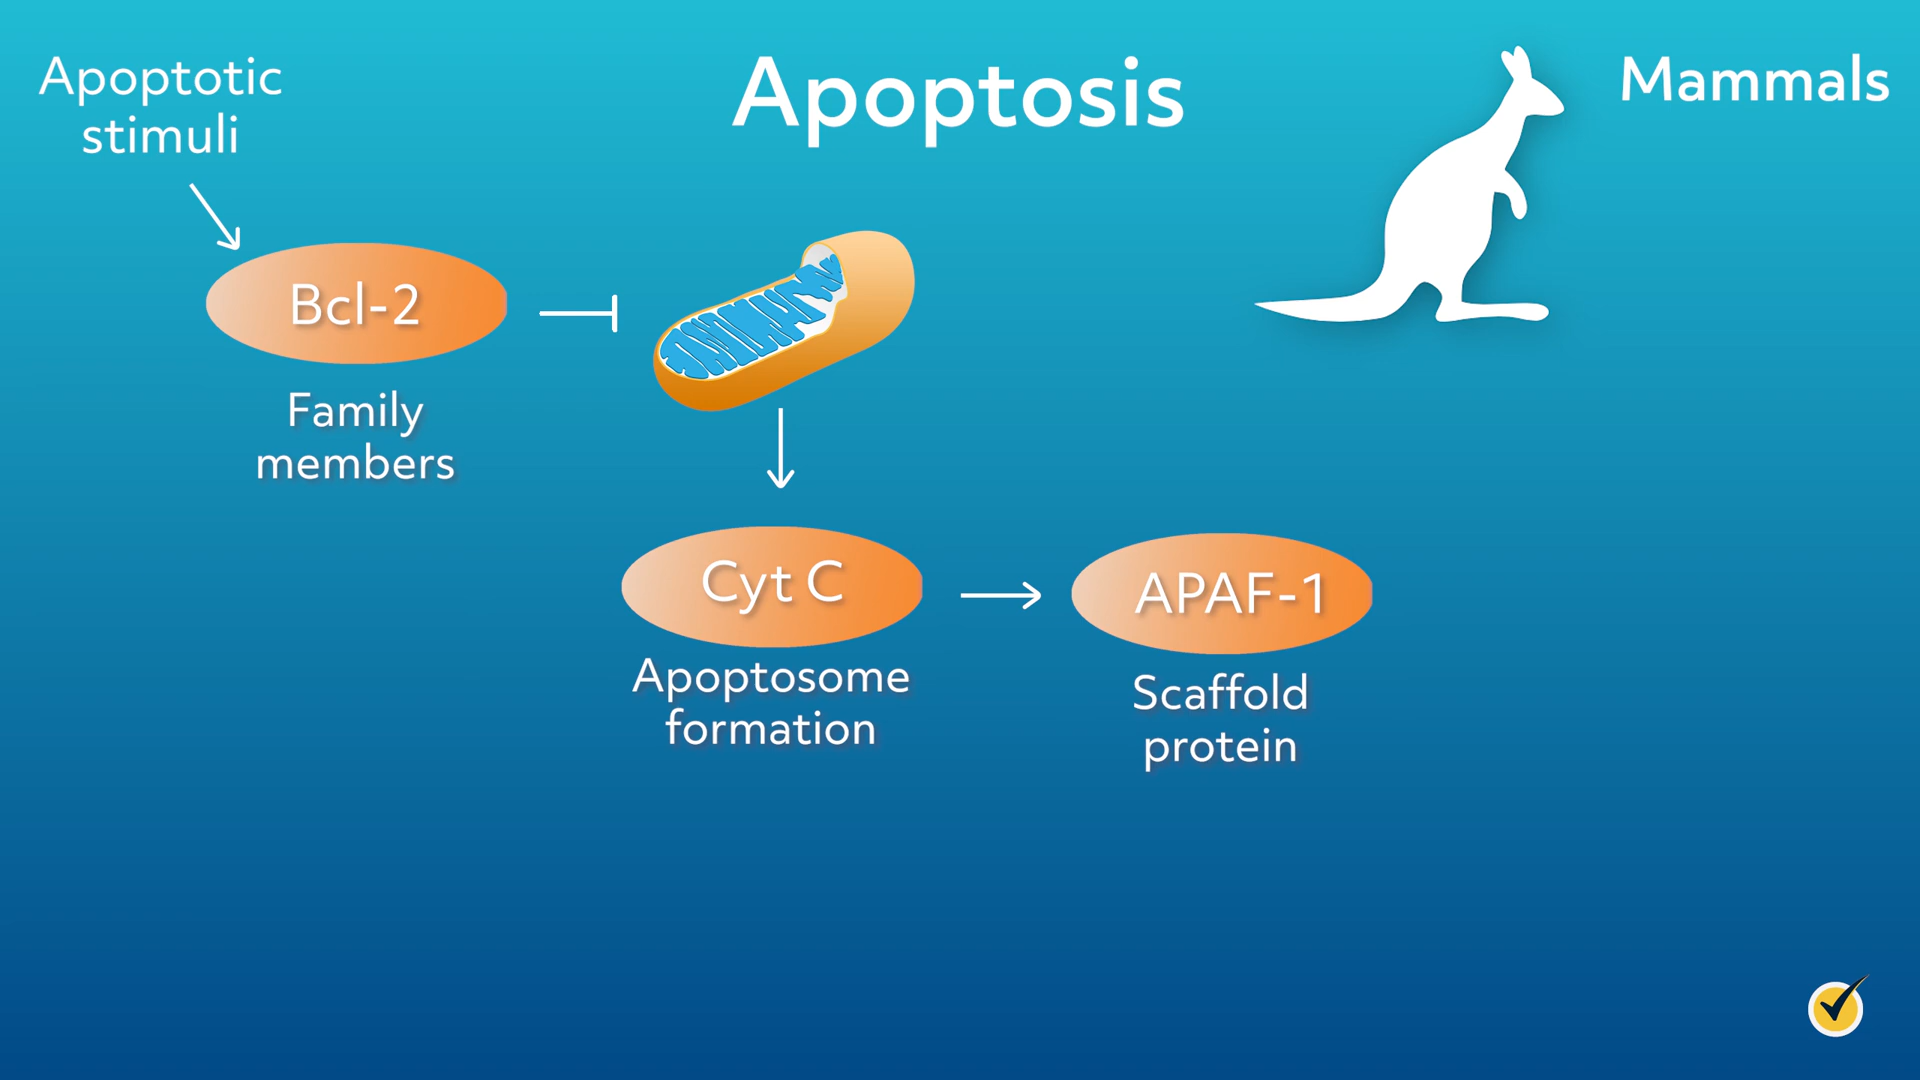 Apoptosis
Mammals
Apoptotic
stimuli
Bcl-2
Family
members
Cyt C
Apoptosome
formation
APAF-1
Scaffold
protein